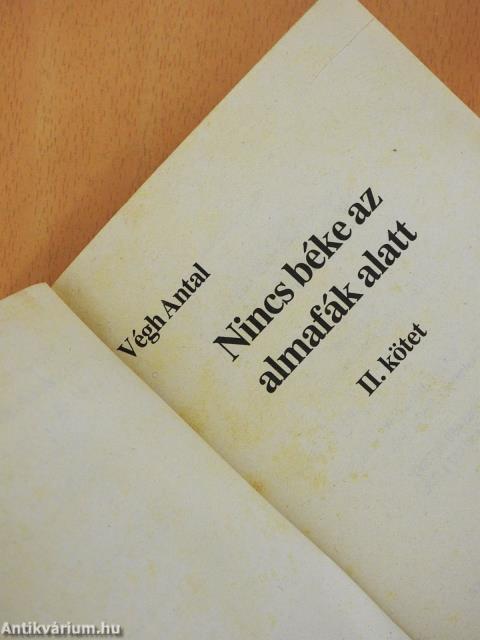 Végh Antal
Nincs béke az
almafák alatt
II. kötet
Antikvárium.hu